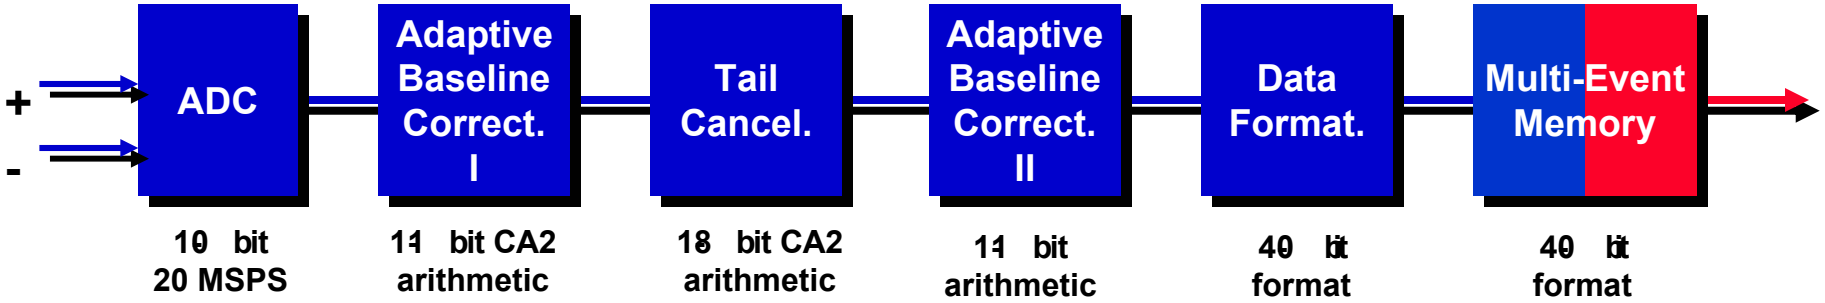 +
-
ADC
10-bit
20 MSPS
Adaptive
Baseline
Correct.
I
11-bit CA2
arithmetic
Tail
Cancel.
18-bit CA2
arithmetic
Adaptive
Baseline
Correct.
II
11-bit
arithmetic
Data
Format.
40-bit
format
Multi-Event
Memory
40-bit
format